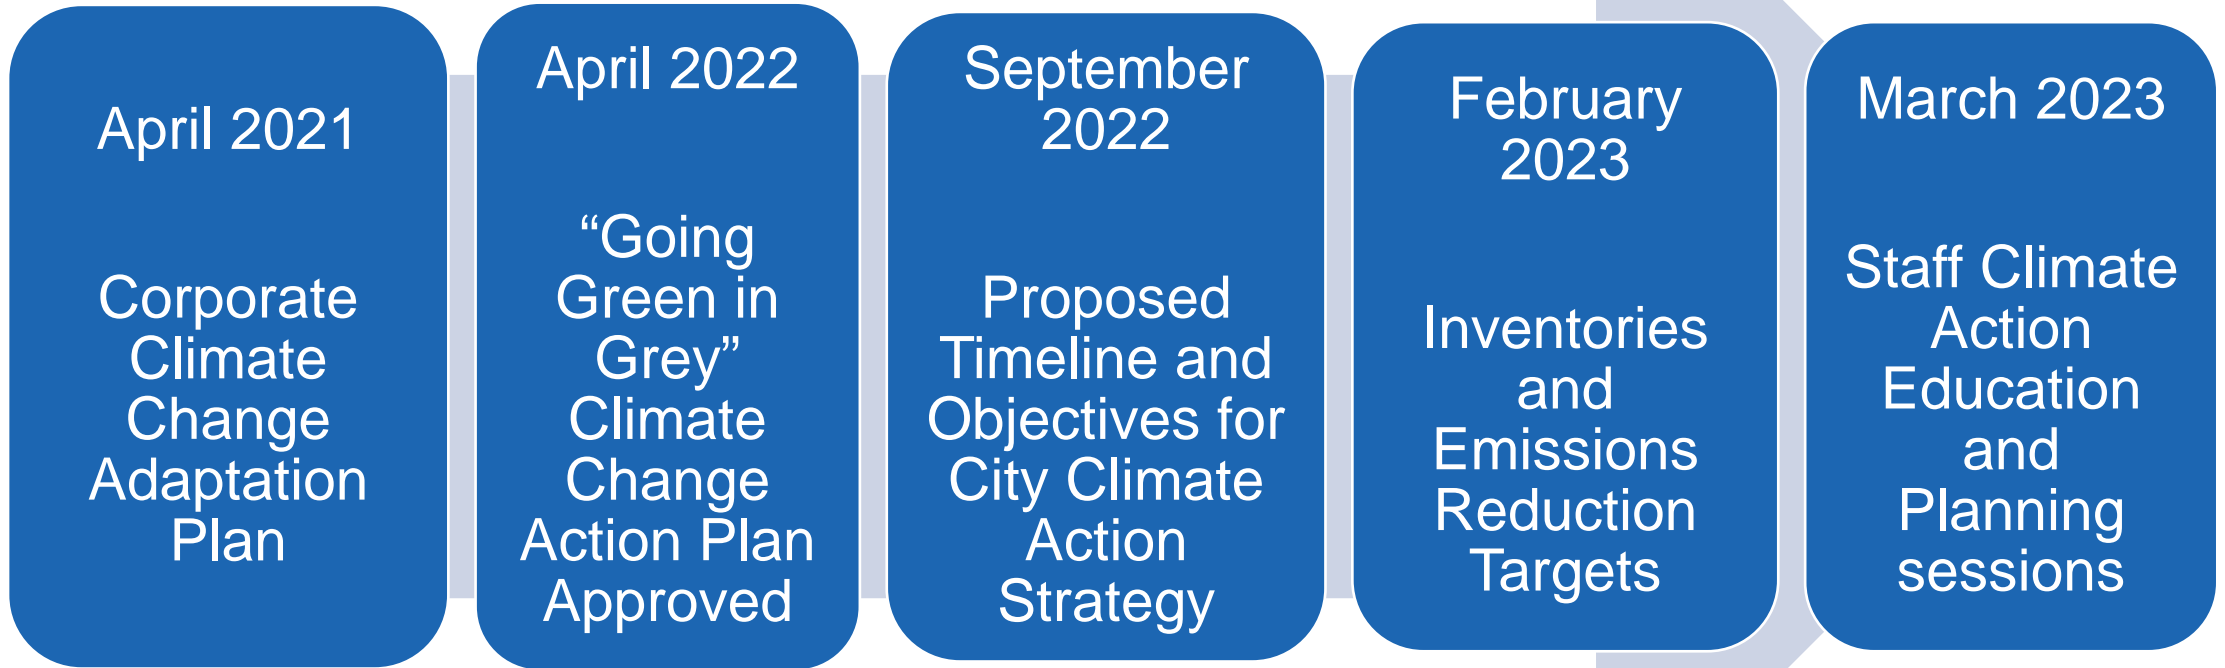 April 2021
Corporate
Climate
Change
Adaptation
Plan
April 2022
“Going
Green in
Grey”
Climate
Change
Action Plan
Approved
September
2022
Proposed
Timeline and
Objectives for
City Climate
Action
Strategy
February
2023
Inventories
and
Emissions
Reduction
Targets
March 2023
Staff Climate
Action
Education
and
Planning
sessions